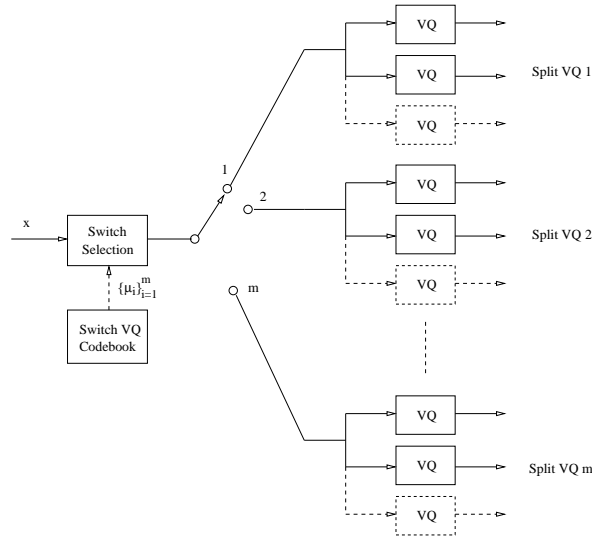 VQ
VQ
Split VQ 1
VQ
1
VQ
2
x
Switch
Selection
VQ
Split VQ 2
VQ
m
{μi}i=1^m
Switch VQ
Codebook
VQ
VQ
Split VQ m
VQ